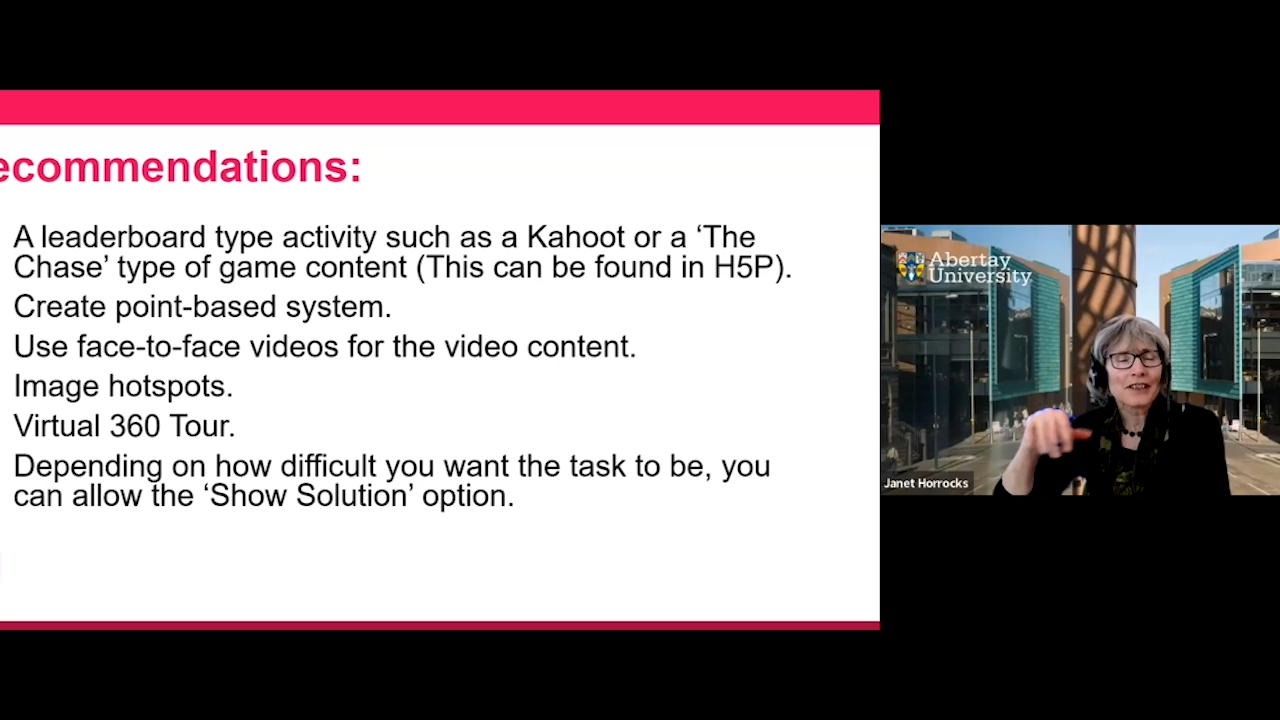 ecommendations:
A leaderboard type activity such as a Kahoot or a ‘The
Chase’ type of game content (This can be found in H5P).
Create point-based system.
Use face-to-face videos for the video content.
Image hotspots.
Virtual 360 Tour.
Depending on how difficult you want the task to be, you
can allow the ‘Show Solution’ option.
Abertay
University
Janet Horrocks